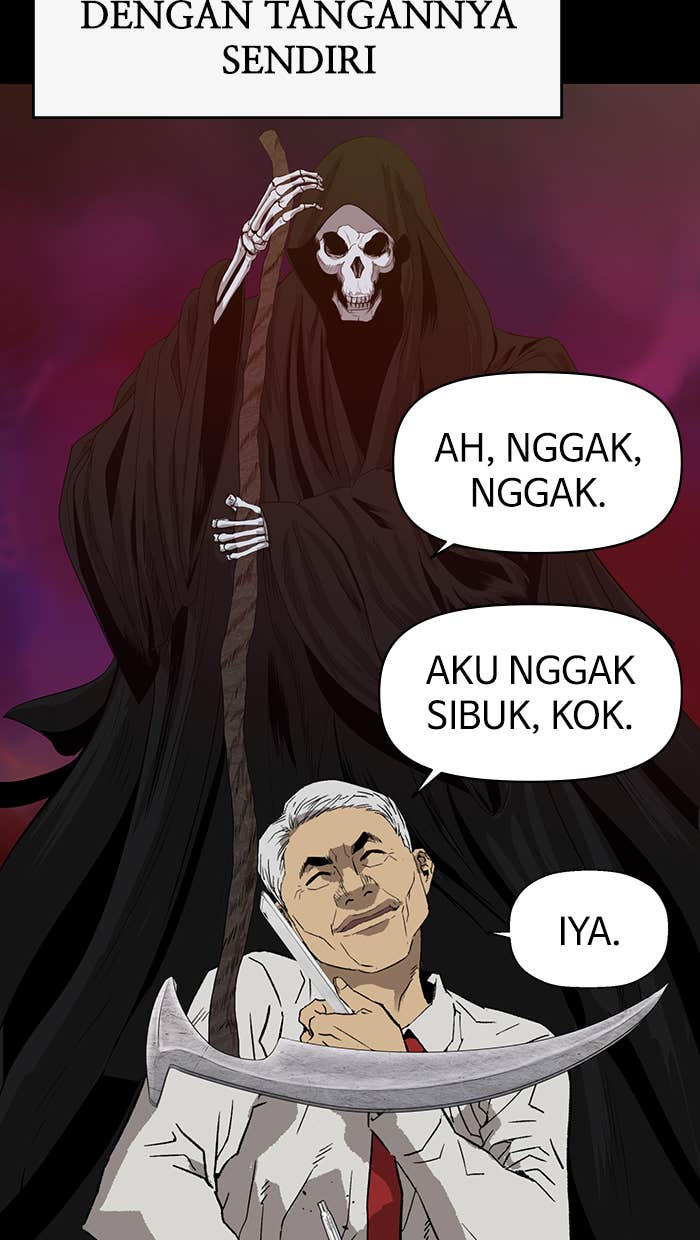 DENGAN TANGANNYA
SENDIRI
AH, NGGAK,
NGGAK.
AKU NGGAK
SIBUK, KOK.
IYA.